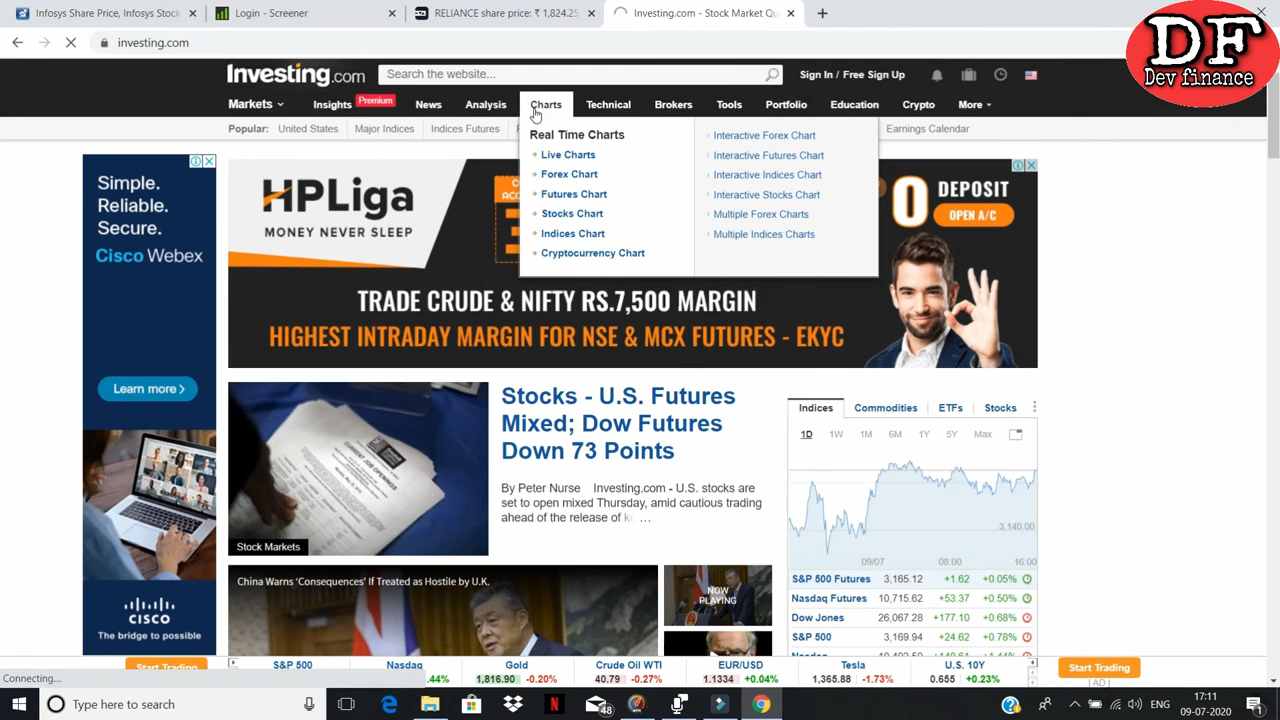 Infosys Share Price, Infosys Stock
Login - Screener
RELIANCE share price: ₹ 1,824.25
Investing.com - Stock Market Qu
investing.com
DF
Dev finance
Investing.com
Search the website...
Sign In / Free Sign Up
Markets
Insights
Premium
News
Analysis
Charts
Technical
Brokers
Tools
Portfolio
Education
Crypto
More
Popular:
United States
Major Indices
Indices Futures
Earnings Calendar
Real Time Charts
Live Charts
Forex Chart
Futures Chart
Stocks Chart
Indices Chart
Cryptocurrency Chart
Interactive Forex Chart
Interactive Futures Chart
Interactive Indices Chart
Interactive Stocks Chart
Multiple Forex Charts
Multiple Indices Charts
Simple.
Reliable.
Secure.
Cisco Webex
Learn more
cisco
The bridge to possible
HPLiga
MONEY NEVER SLEEP
0 DEPOSIT
OPEN A/C
TRADE CRUDE & NIFTY RS.7,500 MARGIN
HIGHEST INTRADAY MARGIN FOR NSE & MCX FUTURES - EKYC
Stock Markets
Stocks - U.S. Futures
Mixed; Dow Futures
Down 73 Points
By Peter Nurse Investing.com - U.S. stocks are
set to open mixed Thursday, amid cautious trading
ahead of the release of
China Warns ‘Consequences’ If Treated as Hostile by U.K.
NOW
PLAYING
Indices
Commodities
ETFs
Stocks
1D
1W
1M
6M
1Y
5Y
Max
3,140.00
09/07
08:00
16:00
S&P 500 Futures 3,165.12 +1.62 +0.05%
Nasdaq Futures 10,715.62 +53.37 +0.50%
Dow Jones 26,067.28 +177.10 +0.68%
S&P 500 3,169.94 +24.62 +0.78%
Start Trading
S&P 500
Nasdaq
.44%
Gold
1,816.90 -0.20%
Crude Oil WTI
40.79 -0.27%
EUR/USD
1.1334 +0.04%
Tesla
1,365.88 -1.73%
U.S. 10Y
0.655 +0.23%
Start Trading
[ AD ]
Connecting...
Type here to search
48
ENG
17:11
09-07-2020
1